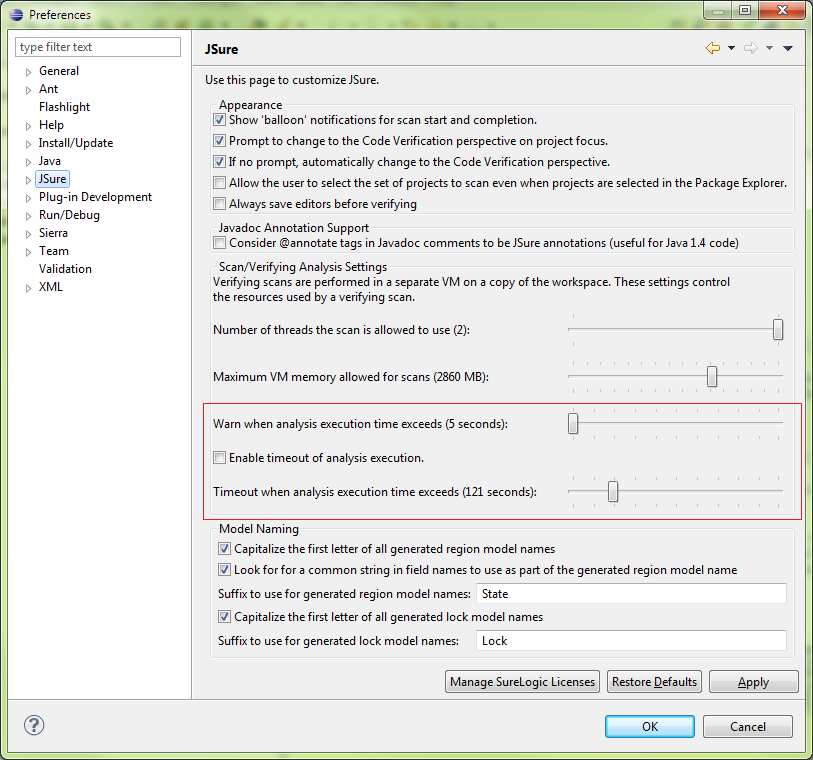 Preferences
type filter text
General
Ant
Flashlight
Help
Install/Update
Java
JSure
Plug-in Development
Run/Debug
Sierra
Team
Validation
XML
JSure
Use this page to customize JSure.
Appearance
Show 'balloon' notifications for scan start and completion.
Prompt to change to the Code Verification perspective on project focus.
If no prompt, automatically change to the Code Verification perspective.
Allow the user to select the set of projects to scan even when projects are selected in the Package Explorer.
Always save editors before verifying
Javadoc Annotation Support
Consider @annotate tags in Javadoc comments to be JSure annotations (useful for Java 1.4 code)
Scan/Verifying Analysis Settings
Verifying scans are performed in a separate VM on a copy of the workspace. These settings control
the resources used by a verifying scan.
Number of threads the scan is allowed to use (2):
Maximum VM memory allowed for scans (2860 MB):
Warn when analysis execution time exceeds (5 seconds):
Enable timeout of analysis execution.
Timeout when analysis execution time exceeds (121 seconds):
Model Naming
Capitalize the first letter of all generated region model names
Look for for a common string in field names to use as part of the generated region model name
Suffix to use for generated region model names: State
Capitalize the first letter of all generated lock model names
Suffix to use for generated lock model names: Lock
Manage SureLogic Licenses Restore Defaults Apply
? OK Cancel